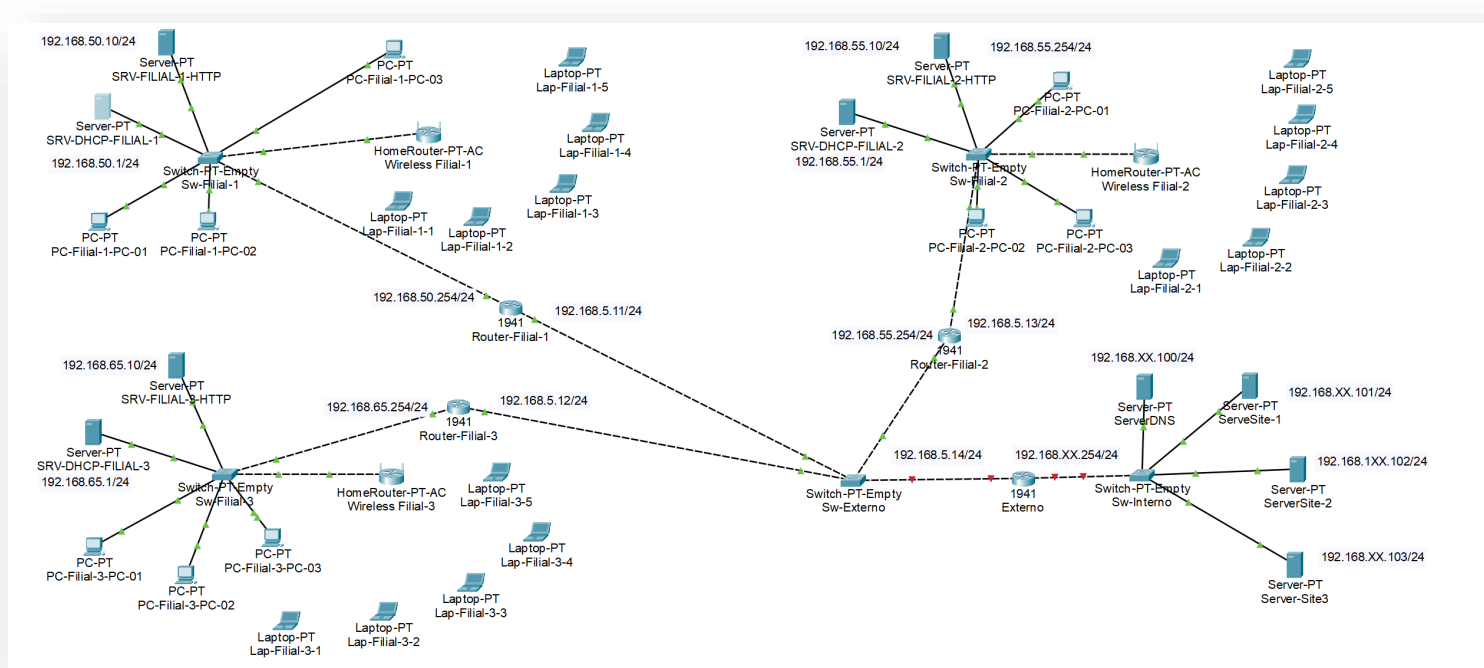 192.168.50.10/24
Server-PT
SRV-FILIAL-1-HTTP
PC-PT
PC-Filial-1-PC-03
Server-PT
SRV-DHCP-FILIAL-1
192.168.50.1/24
HomeRouter-PT-AC
Wireless Filial-1
Switch-PT-Empty
Sw-Filial-1
PC-PT
PC-Filial-1-PC-01
PC-PT
PC-Filial-1-PC-02
Laptop-PT
Lap-Filial-1-5
Laptop-PT
Lap-Filial-1-4
Laptop-PT
Lap-Filial-1-3
Laptop-PT
Lap-Filial-1-1
Laptop-PT
Lap-Filial-1-2
192.168.50.254/24
192.168.5.11/24
1941
Router-Filial-1
192.168.55.10/24
192.168.55.254/24
Server-PT
SRV-FILIAL-2-HTTP
PC-PT
PC-Filial-2-PC-01
Server-PT
SRV-DHCP-FILIAL-2
192.168.55.1/24
Switch-PT-Empty
Sw-Filial-2
HomeRouter-PT-AC
Wireless Filial-2
PC-PT
PC-Filial-2-PC-02
PC-PT
PC-Filial-2-PC-03
Laptop-PT
Lap-Filial-2-5
Laptop-PT
Lap-Filial-2-4
Laptop-PT
Lap-Filial-2-3
Laptop-PT
Lap-Filial-2-2
Laptop-PT
Lap-Filial-2-1
192.168.55.254/24
192.168.5.13/24
1941
Router-Filial-2
192.168.65.10/24
Server-PT
SRV-FILIAL-3-HTTP
192.168.65.254/24
192.168.5.12/24
1941
Router-Filial-3
Server-PT
SRV-DHCP-FILIAL-3
192.168.65.1/24
Switch-PT-Empty
Sw-Filial-3
HomeRouter-PT-AC
Wireless Filial-3
PC-PT
PC-Filial-3-PC-01
PC-PT
PC-Filial-3-PC-02
PC-PT
PC-Filial-3-PC-03
Laptop-PT
Lap-Filial-3-5
Laptop-PT
Lap-Filial-3-4
Laptop-PT
Lap-Filial-3-3
Laptop-PT
Lap-Filial-3-2
Laptop-PT
Lap-Filial-3-1
192.168.5.14/24
192.168.XX.254/24
Switch-PT-Empty
Sw-Externo
1941
Externo
Switch-PT-Empty
Sw-Interno
192.168.XX.100/24
Server-PT
ServerDNS
192.168.XX.101/24
Server-PT
ServeSite-1
192.168.1XX.102/24
Server-PT
ServerSite-2
192.168.XX.103/24
Server-PT
Server-Site3